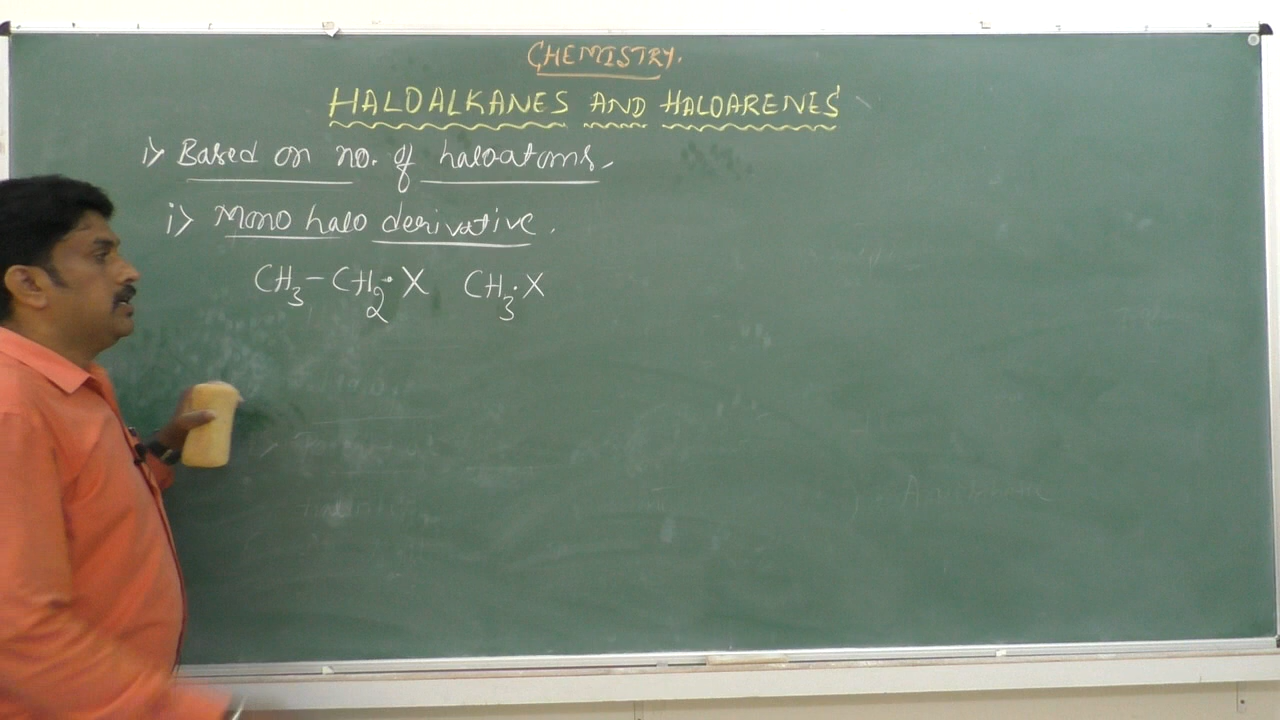 CHEMISTRY.
HALOALKANES AND HALOARENES
i> Based on no. of haloatoms.
i> Mono halo derivative.
CH₃-CH₂·X CH₃·X